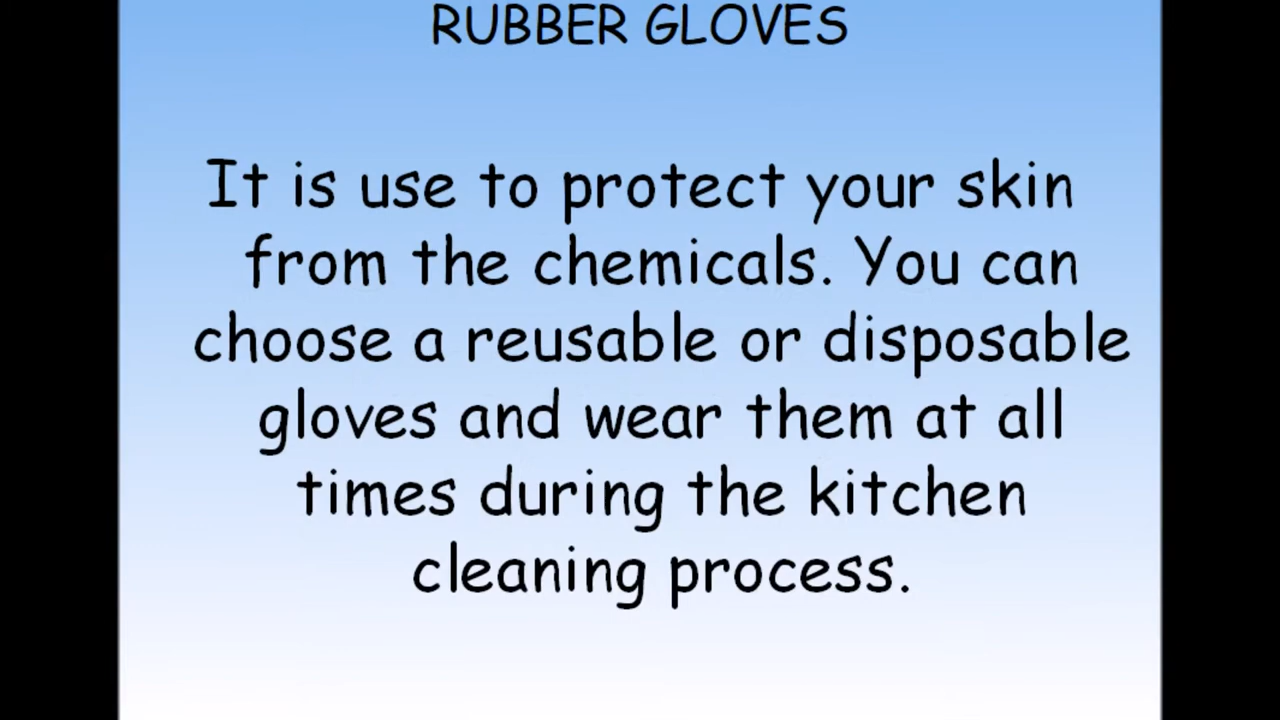 RUBBER GLOVES
It is use to protect your skin
from the chemicals. You can
choose a reusable or disposable
gloves and wear them at all
times during the kitchen
cleaning process.